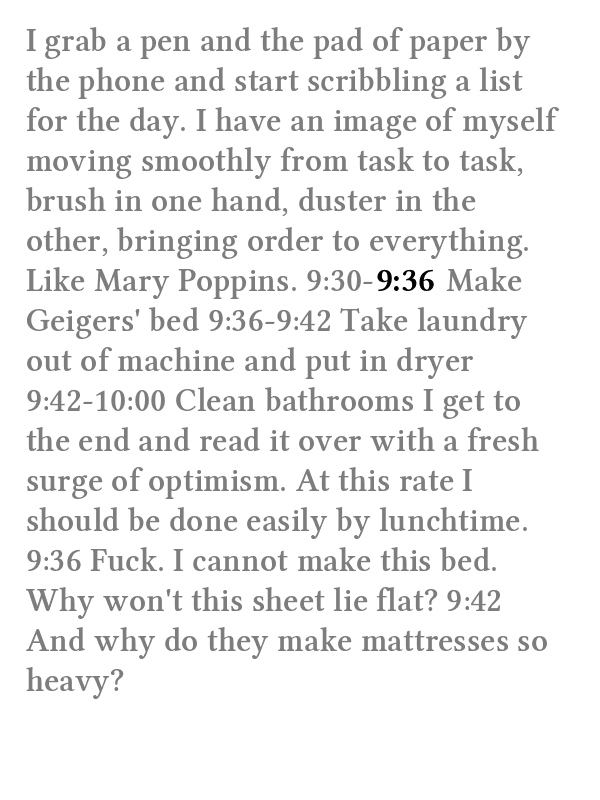 I grab a pen and the pad of paper by
the phone and start scribbling a list
for the day. I have an image of myself
moving smoothly from task to task,
brush in one hand, duster in the
other, bringing order to everything.
Like Mary Poppins. 9:30-9:36 Make
Geigers' bed 9:36-9:42 Take laundry
out of machine and put in dryer
9:42-10:00 Clean bathrooms I get to
the end and read it over with a fresh
surge of optimism. At this rate I
should be done easily by lunchtime.
9:36 Fuck. I cannot make this bed.
Why won't this sheet lie flat? 9:42
And why do they make mattresses so
heavy?